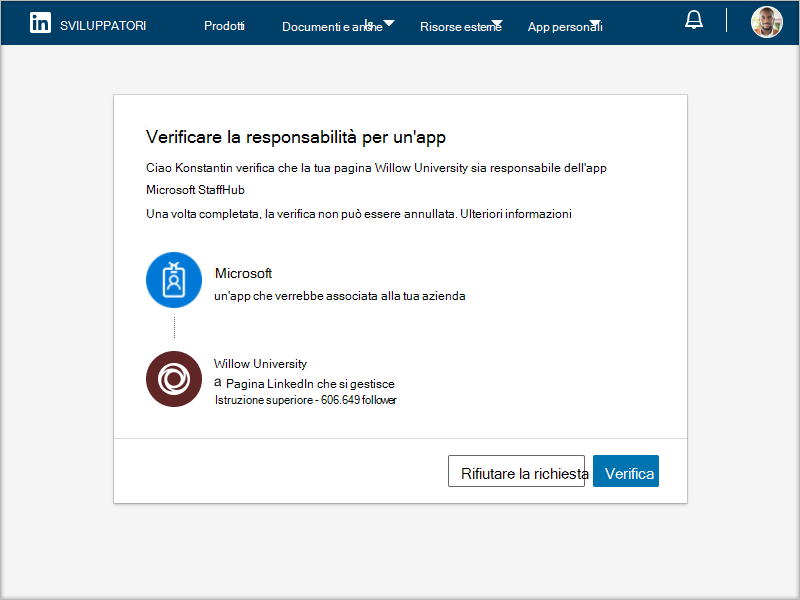 in SVILUPPATORI Prodotti Documenti e anche Is Risorse esterne App personali
Verificare la responsabilità per un'app
Ciao Konstantin verifica che la tua pagina Willow University sia responsabile dell'app
Microsoft StaffHub
Una volta completata, la verifica non può essere annullata. Ulteriori informazioni
Microsoft
un'app che verrebbe associata alla tua azienda
Willow University
a Pagina LinkedIn che si gestisce
Istruzione superiore - 606.649 follower
Rifiutare la richiesta Verifica